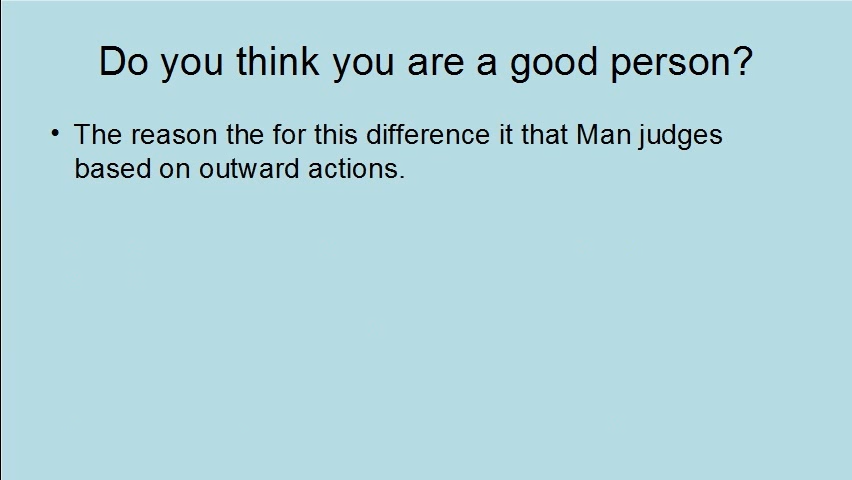 Do you think you are a good person?
• The reason the for this difference it that Man judges
based on outward actions.